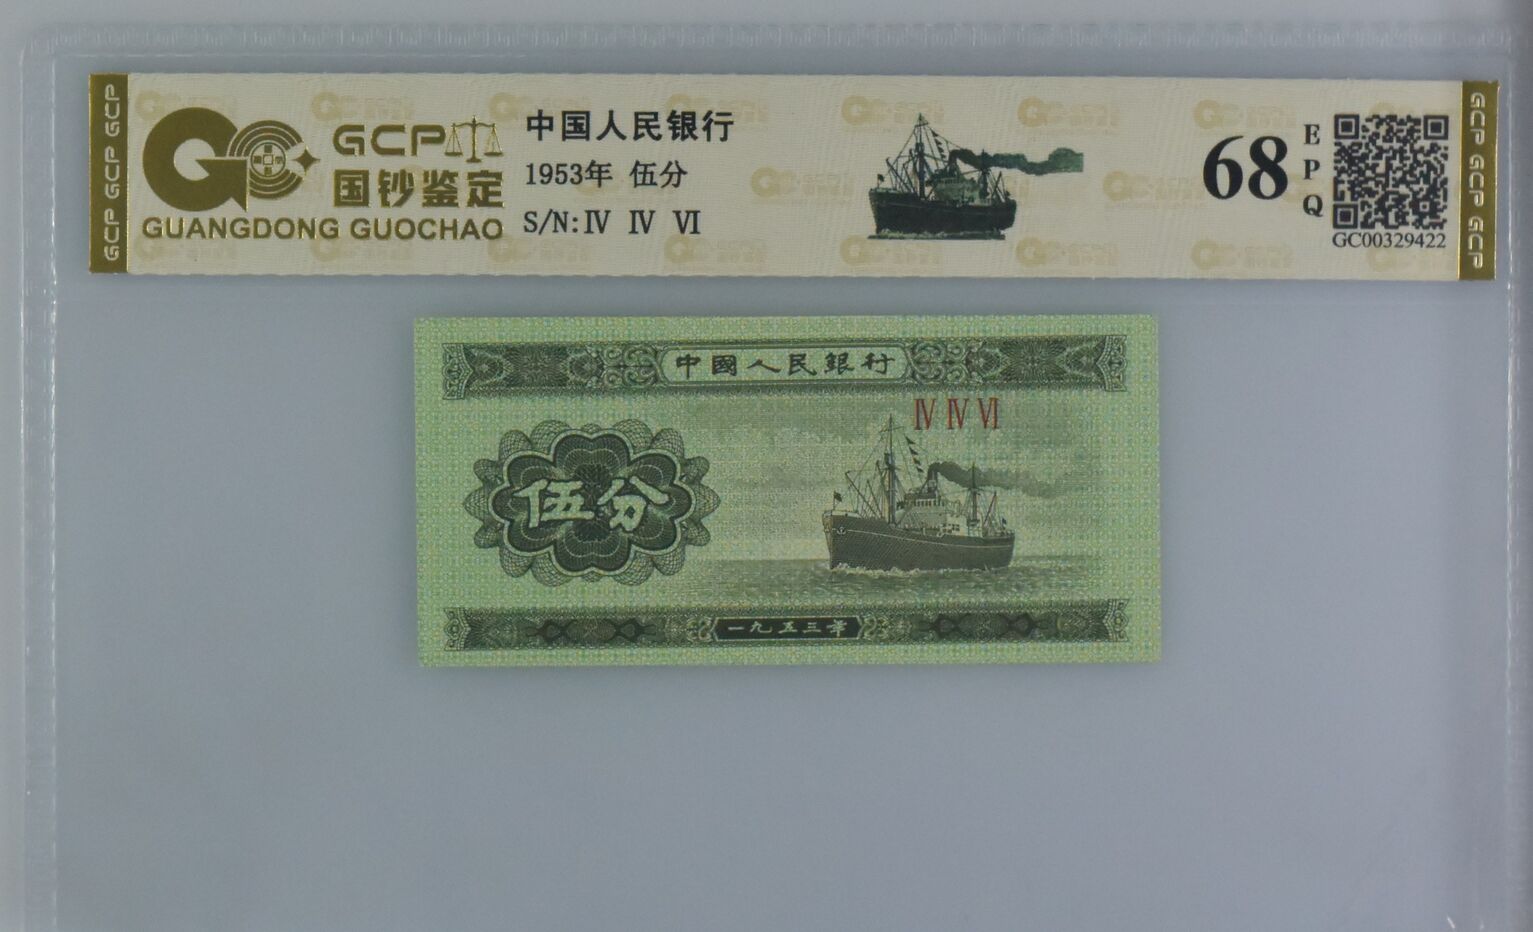 GCP GCP GCP
GCP
国钞鉴定
GUANGDONG GUOCHAO
中国人民银行
1953年 伍分
S/N:Ⅳ Ⅳ Ⅵ
68
EPQ
GC00329422
GCP GCP GCP
中國人民銀行
Ⅳ Ⅳ Ⅵ
伍分
一九五三年